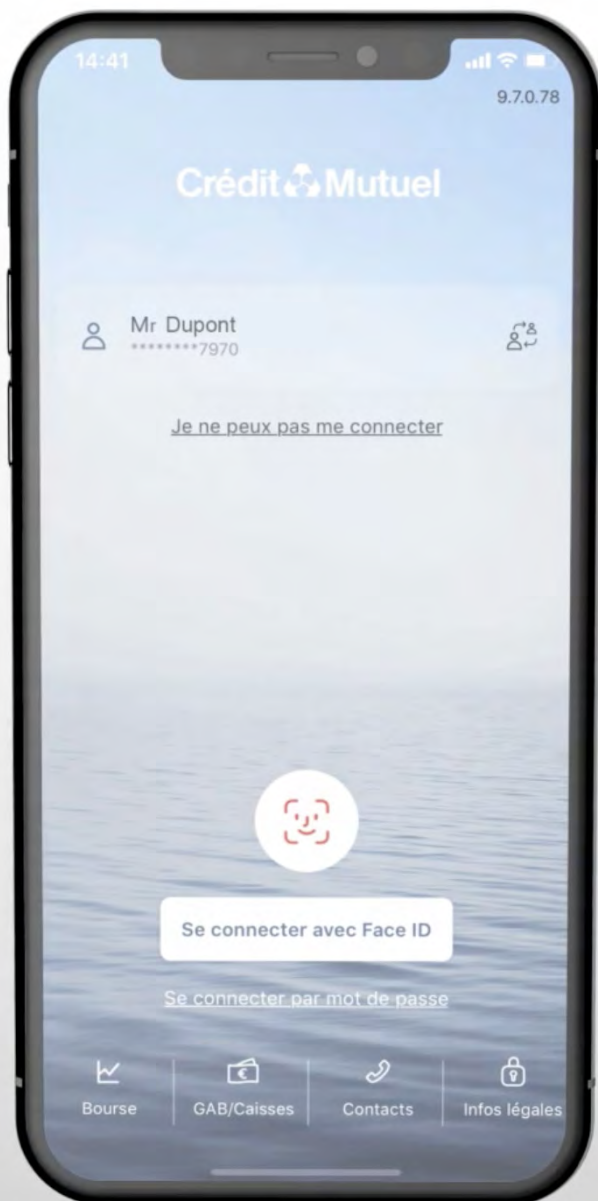 14:41
9.7.0.78
Crédit Mutuel
Mr Dupont
********7970
Je ne peux pas me connecter
Se connecter avec Face ID
Se connecter par mot de passe
Bourse
GAB/Caisses
Contacts
Infos légales